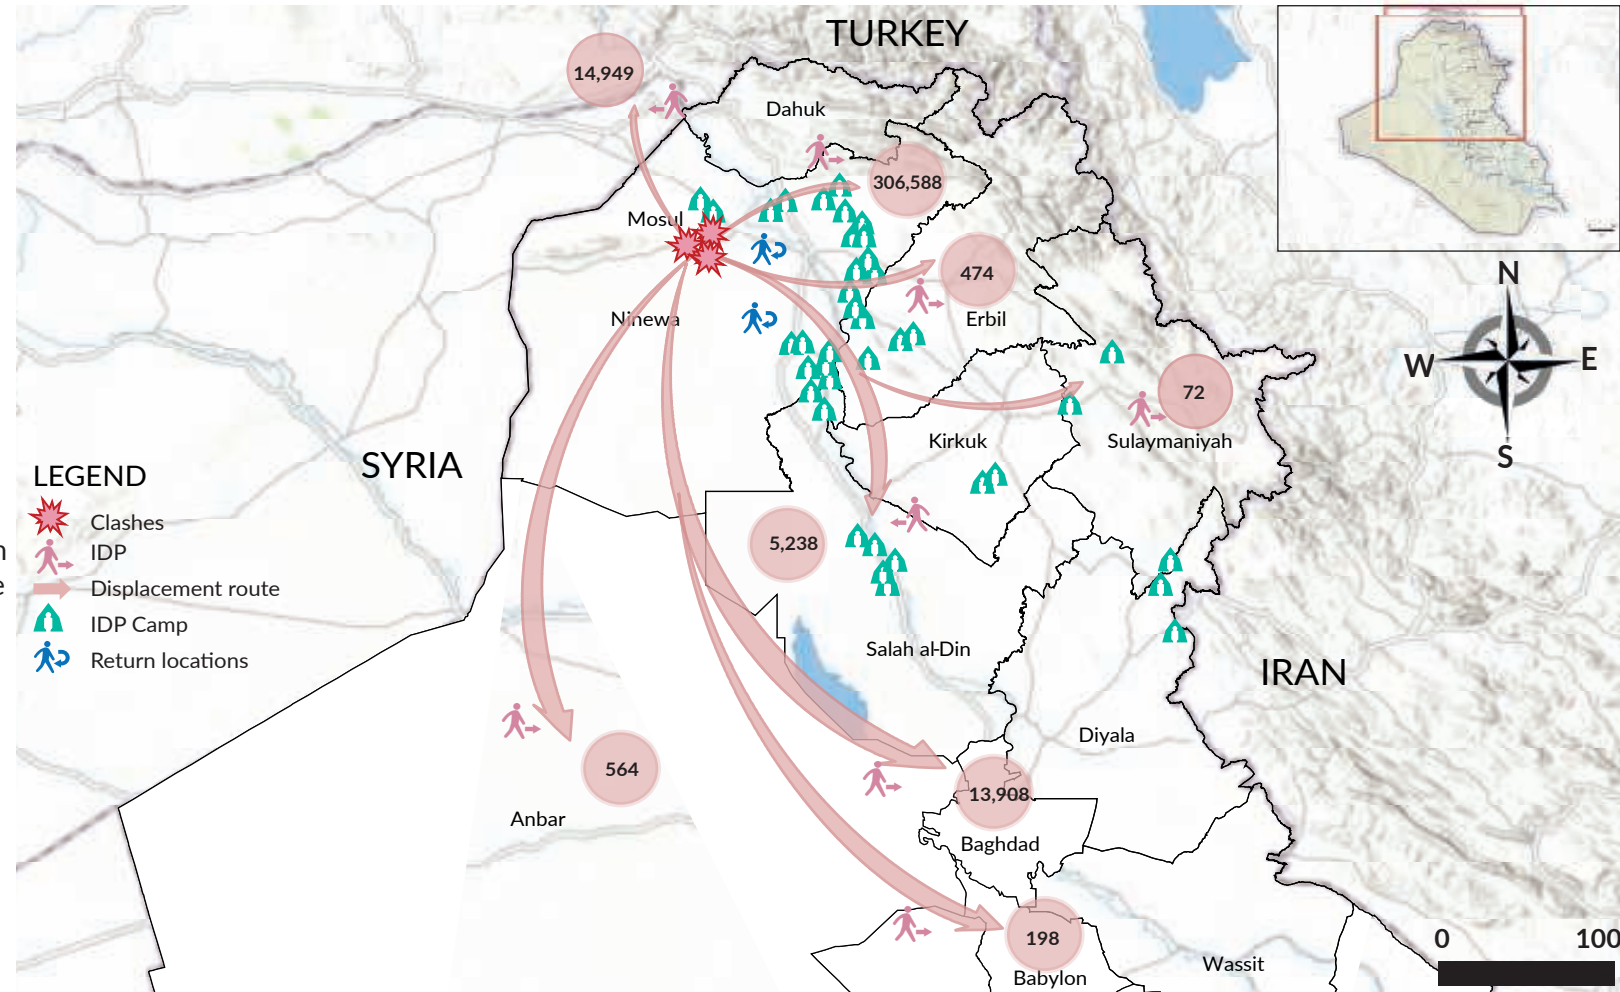 TURKEY
14,949
Dahuk
306,588
Mosul
474
Ninewa
Erbil
N
W
E
S
72
Kirkuk
Sulaymaniyah
SYRIA
LEGEND
Clashes
IDP
Displacement route
IDP Camp
Return locations
5,238
Salah al-Din
IRAN
Diyala
564
13,908
Anbar
Baghdad
198
0
100
Wassit
Babylon